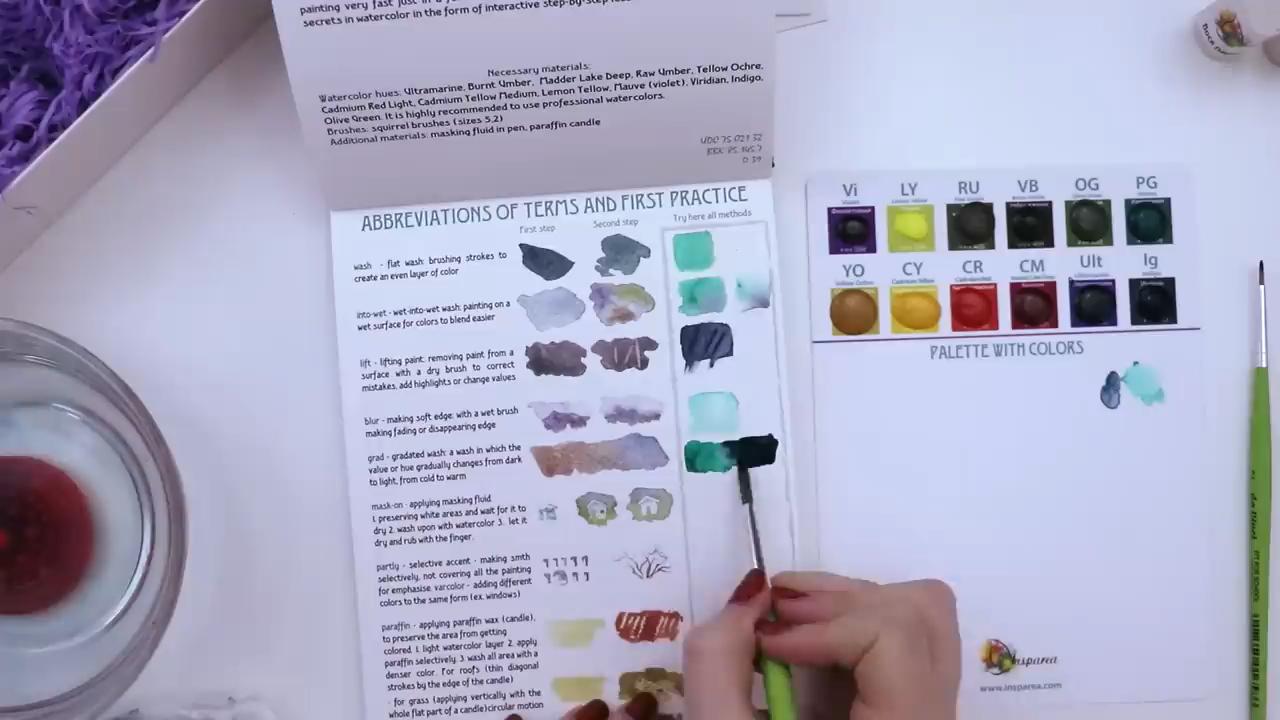 painting very fast just in a
secrets in watercolor in the form of interactive step-by-step
Necessary materials:
Watercolor hues: Ultramarine, Burnt Umber, Madder Lake Deep, Raw Umber, Tellow Ochre,
Cadmium Red Light, Cadmium Tellow Medium, Lemon Tellow, Mauve (violet), Viridian, Indigo,
Olive Green. It is highly recommended to use professional watercolors.
Brushes: squirrel brushes (sizes 5,2)
Additional materials: masking fluid in pen, paraffin candle
ABBREVIATIONS OF TERMS AND FIRST PRACTICE
First step Second step Try here all methods
wash - flat wash: brushing strokes to
create an even layer of color
into-wet - wet-into-wet wash: painting on a
wet surface for colors to blend easier
lift - lifting paint: removing paint from a
surface with a dry brush to correct
mistakes, add highlights or change values
blur - making soft edge: with a wet brush
making fading or disappearing edge
grad - gradated wash: a wash in which the
value or hue gradually changes from dark
to light, from cold to warm
mask-on - applying masking fluid
1. preserving white areas and wait for it to
dry 2. wash upon with watercolor 3. let it
dry and rub with the finger.
partly - selective accent - making smth
selectively, not covering all the painting
for emphasise. varcolor - adding different
colors to the same form (ex. windows)
paraffin - applying paraffin wax (candle),
to preserve the area from getting
colored. 1. light watercolor layer 2. apply
paraffin selectively. 3. wash all area with a
denser color. For roofs (thin diagonal
strokes by the edge of the candle)
- for grass (applying vertically with the
whole flat part of a candle)circular motion
Vi LY RU VB OG PG
YO CY CR CM Ult Ig
PALETTE WITH COLORS
Insparea
www.insparea.com